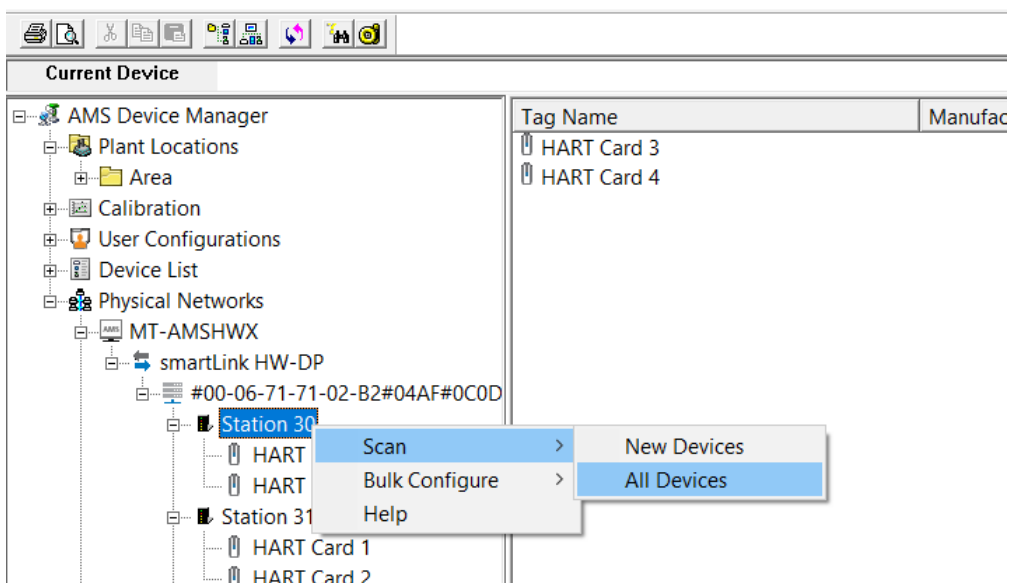 Current Device
AMS Device Manager
Plant Locations
Area
Calibration
User Configurations
Device List
Physical Networks
AMS
MT-AMSHWX
smartLink HW-DP
#00-06-71-71-02-B2#04AF#0C0D
Station 30
HART
HART
Station 31
HART Card 1
HART Card 2
Tag Name
Manufac
HART Card 3
HART Card 4
Scan
Bulk Configure
Help
New Devices
All Devices